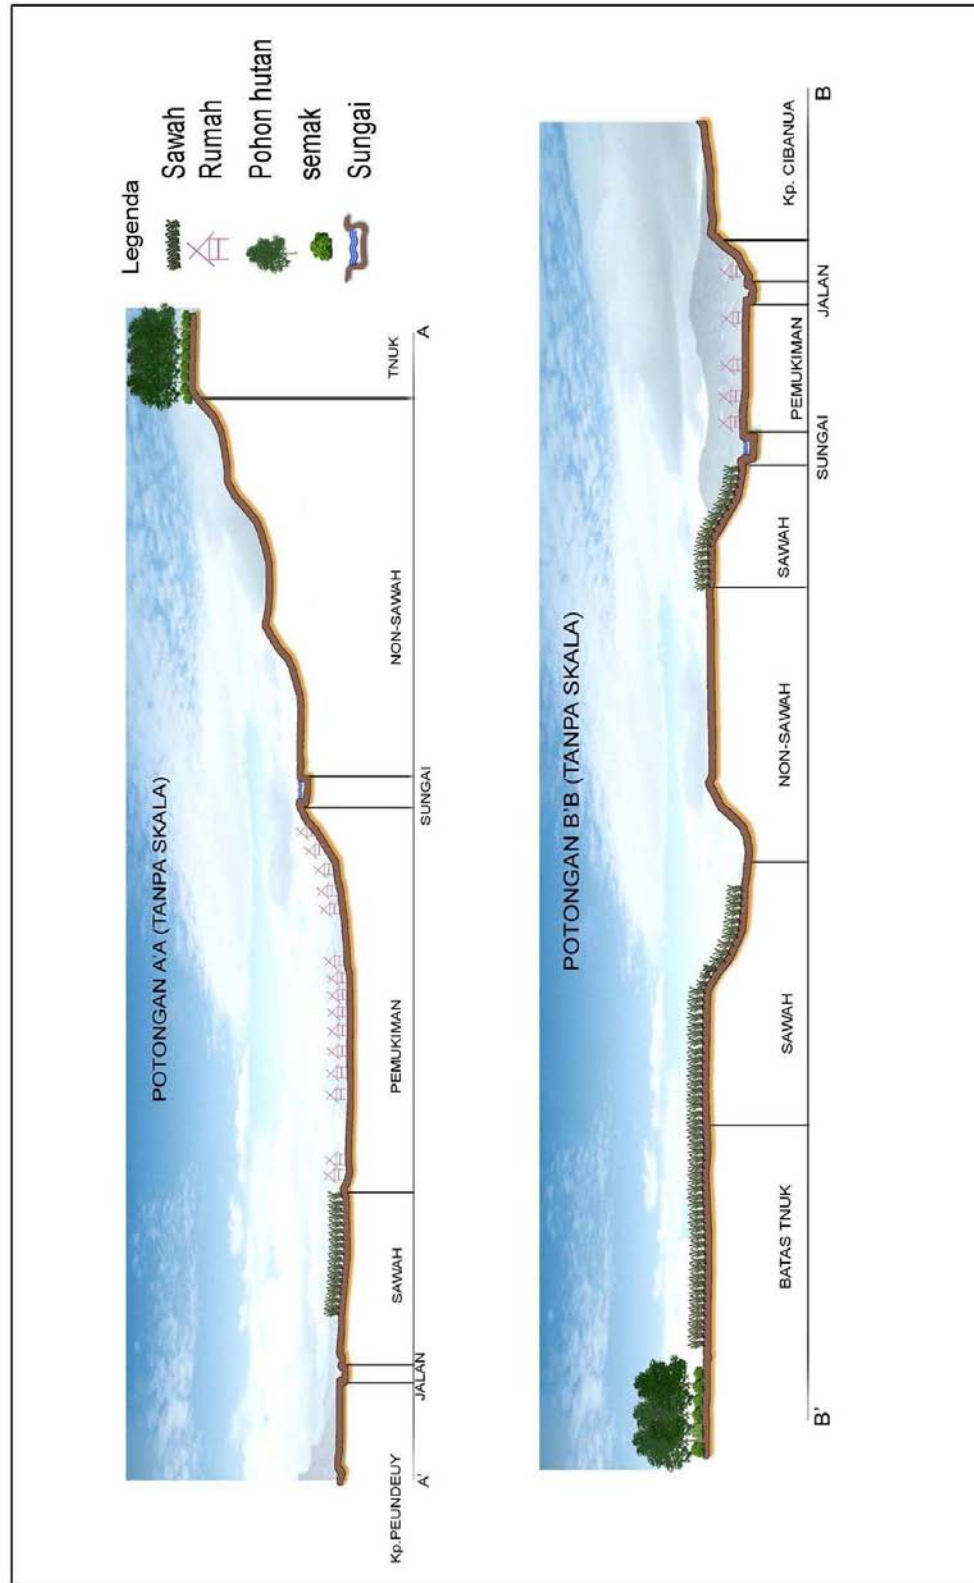 POTONGAN A'A (TANPA SKALA)
Kp.PEUNDEUY
JALAN
SAWAH
PEMUKIMAN
SUNGAI
NON-SAWAH
TNUK
A'
A
Legenda
Sawah
Rumah
Pohon hutan
semak
Sungai
POTONGAN B'B (TANPA SKALA)
BATAS TNUK
SAWAH
NON-SAWAH
SAWAH
SUNGAI
PEMUKIMAN
JALAN
Kp. CIBANUA
B'
B